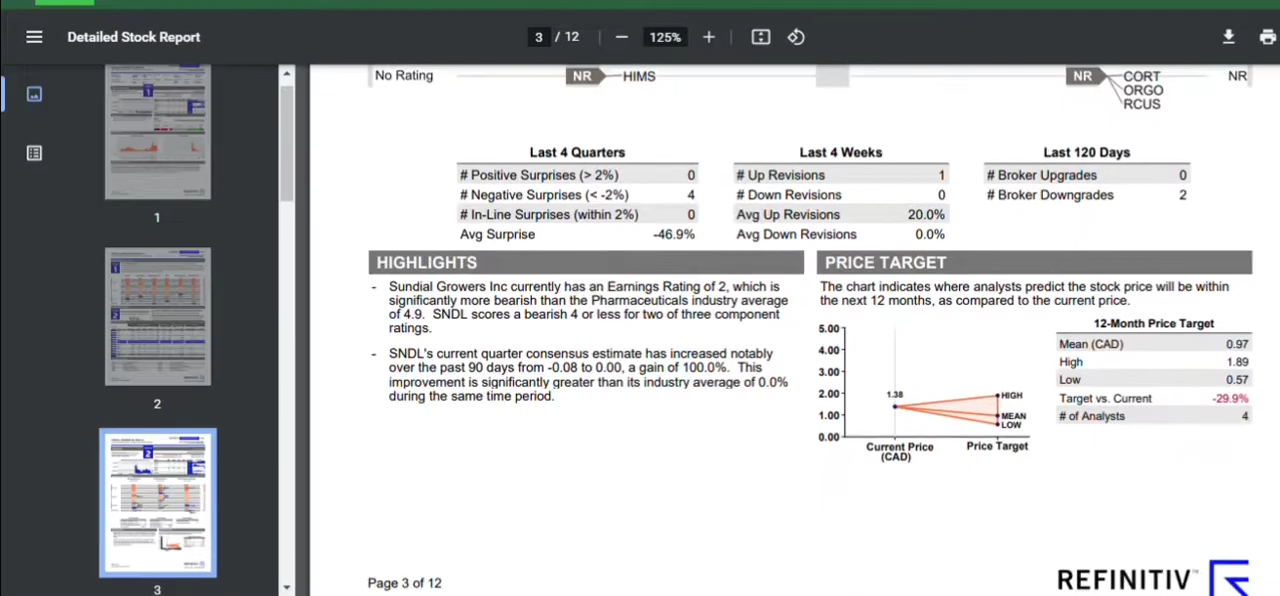 Detailed Stock Report
3 / 12
125%
No Rating NR HIMS NR CORT NR
ORGO
RCUS
Last 4 Quarters
# Positive Surprises (> 2%) 0
# Negative Surprises (< -2%) 4
# In-Line Surprises (within 2%) 0
Avg Surprise -46.9%
Last 4 Weeks
# Up Revisions 1
# Down Revisions 0
Avg Up Revisions 20.0%
Avg Down Revisions 0.0%
Last 120 Days
# Broker Upgrades 0
# Broker Downgrades 2
HIGHLIGHTS
- Sundial Growers Inc currently has an Earnings Rating of 2, which is
significantly more bearish than the Pharmaceuticals industry average
of 4.9. SNDL scores a bearish 4 or less for two of three component
ratings.
- SNDL's current quarter consensus estimate has increased notably
over the past 90 days from -0.08 to 0.00, a gain of 100.0%. This
improvement is significantly greater than its industry average of 0.0%
during the same time period.
PRICE TARGET
The chart indicates where analysts predict the stock price will be within
the next 12 months, as compared to the current price.
5.00
4.00
3.00
2.00
1.00
0.00
1.38
HIGH
MEAN
LOW
Current Price
(CAD)
Price Target
12-Month Price Target
Mean (CAD) 0.97
High 1.89
Low 0.57
Target vs. Current -29.9%
# of Analysts 4
Page 3 of 12
REFINITIV™
1
2
3